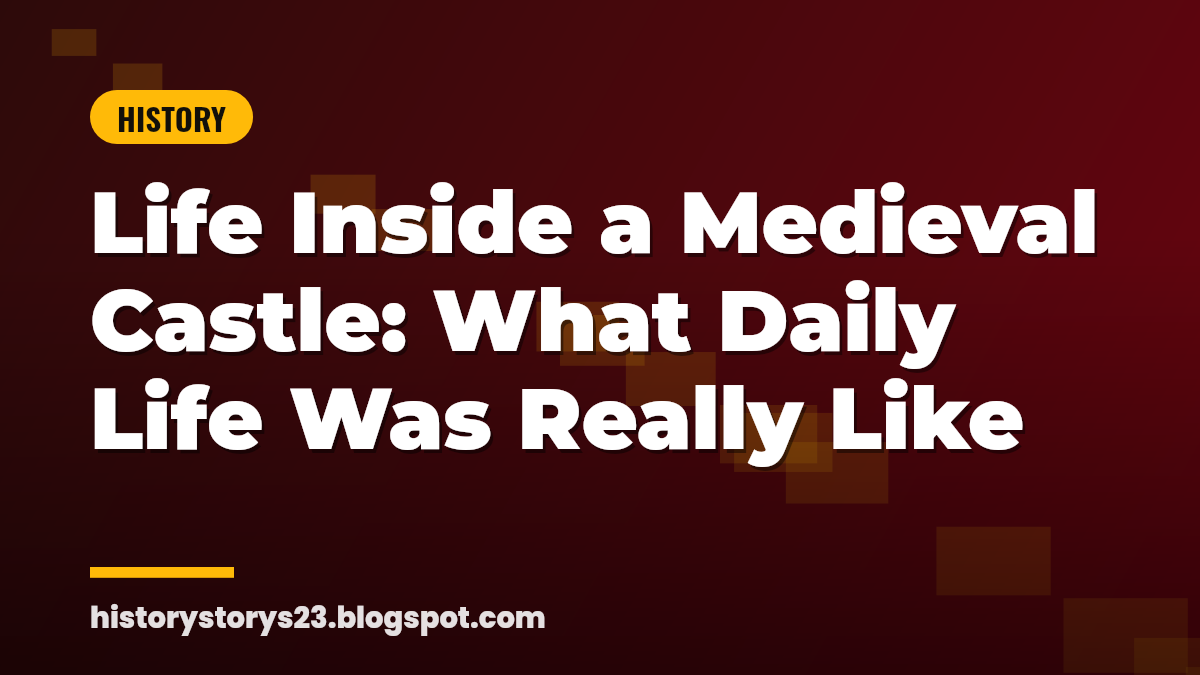 HISTORY
Life Inside a Medieval
Castle: What Daily
Life Was Really Like
historystorys23.blogspot.com